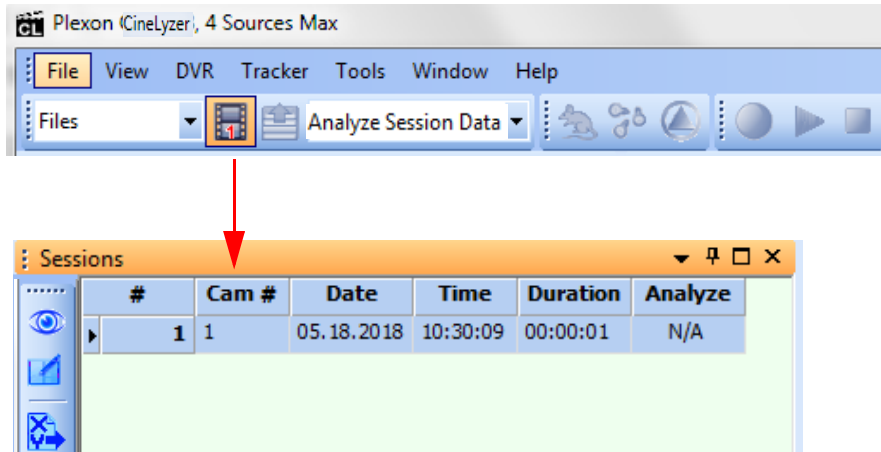 CL Plexon (CineLyzer), 4 Sources Max
File View DVR Tracker Tools Window Help
Files 1 Analyze Session Data
Sessions
# Cam # Date Time Duration Analyze
1 1 05.18.2018 10:30:09 00:00:01 N/A
X Y